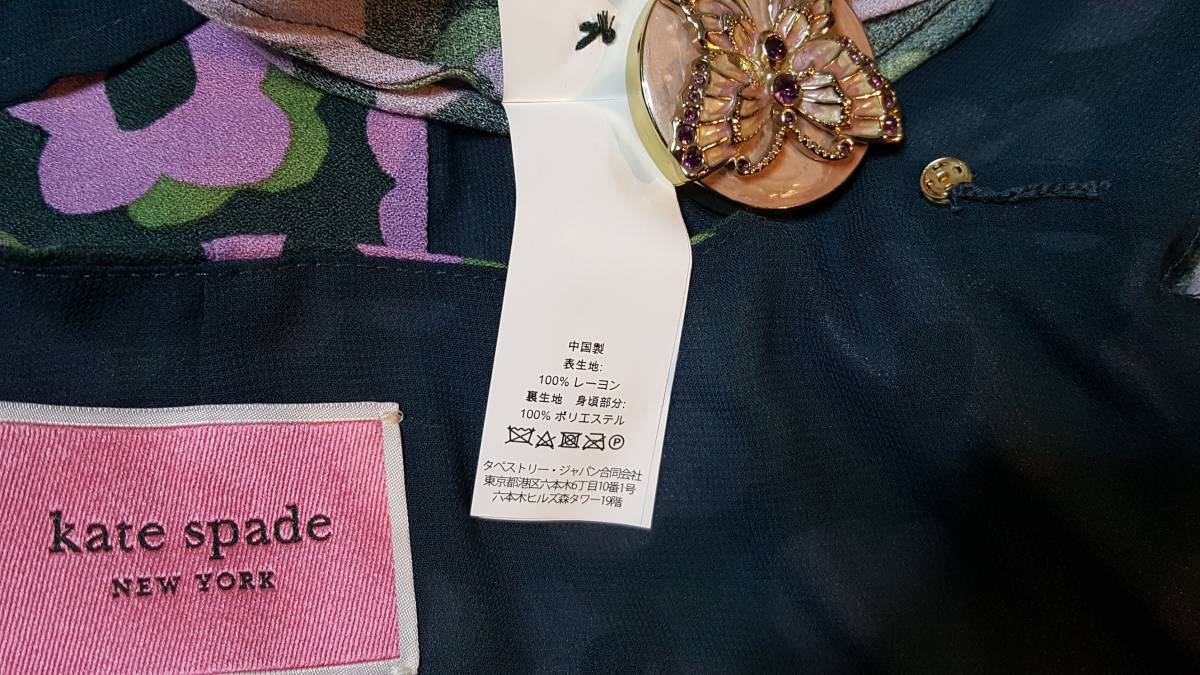 中国製
表生地:
100% レーヨン
裏生地 身頃部分:
100% ポリエステル
P
タペストリー・ジャパン合同会社
東京都港区六本木6丁目10番1号
六本木ヒルズ森タワー19階
kate spade
NEW YORK